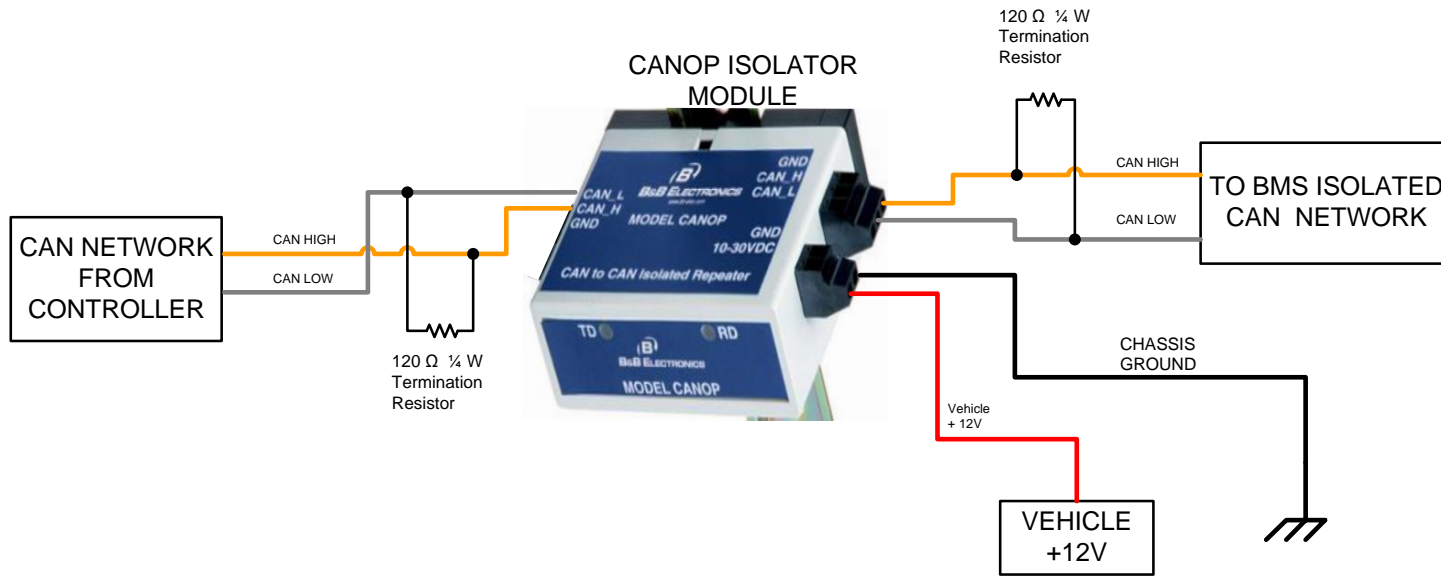 120 Ω ¼ W
Termination
Resistor
CANOP ISOLATOR
MODULE
GND
CAN_H
CAN_L
CAN_L
CAN_H
GND
B&B ELECTRONICS
MODEL CANOP
GND
10-30VDC
CAN to CAN Isolated Repeater
TD
RD
B&B ELECTRONICS
MODEL CANOP
CAN HIGH
CAN LOW
TO BMS ISOLATED
CAN NETWORK
CAN NETWORK
FROM
CONTROLLER
CAN HIGH
CAN LOW
120 Ω ¼ W
Termination
Resistor
CHASSIS
GROUND
Vehicle
+ 12V
VEHICLE
+12V